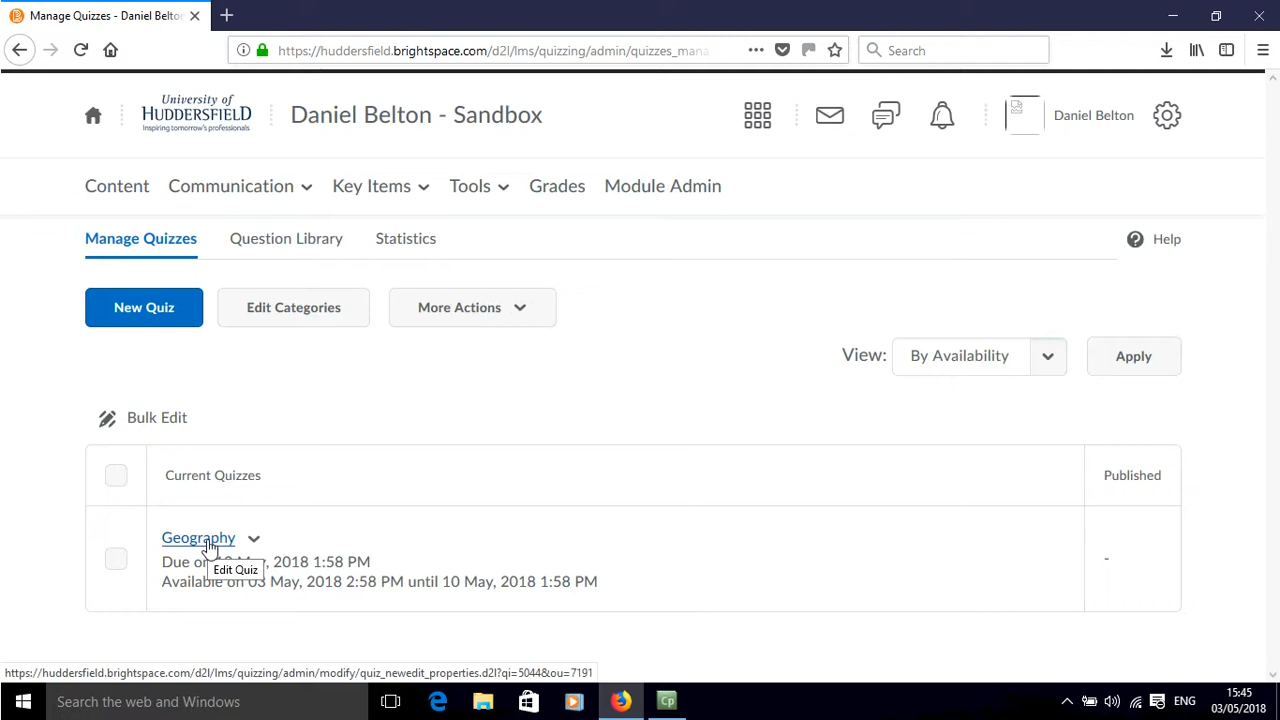 Manage Quizzes - Daniel Belto
https://huddersfield.brightspace.com/d2l/lms/quizzing/admin/quizzes_mana
Search
University of
HUDDERSFIELD
Inspiring tomorrow's professionals
Daniel Belton - Sandbox
Daniel Belton
Content
Communication
Key Items
Tools
Grades
Module Admin
Manage Quizzes
Question Library
Statistics
Help
New Quiz
Edit Categories
More Actions
View:
By Availability
Apply
Bulk Edit
Current Quizzes
Published
Geography
Due on 10 May, 2018 1:58 PM
Edit Quiz
Available on 03 May, 2018 2:58 PM until 10 May, 2018 1:58 PM
-
https://huddersfield.brightspace.com/d2l/lms/quizzing/admin/modify/quiz_newedit_properties.d2l?qi=5044&ou=7191
Search the web and Windows
Cp
ENG
15:45
03/05/2018